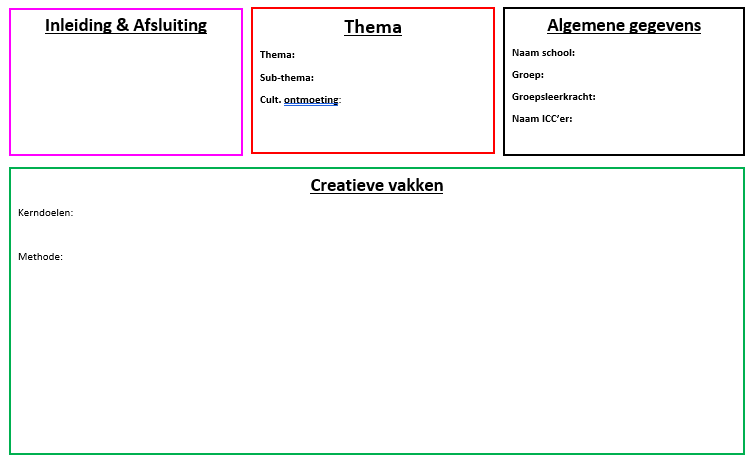 Inleiding & Afsluiting
Thema
Thema:
Sub-thema:
Cult. ontmoeting:
Algemene gegevens
Naam school:
Groep:
Groepsleerkracht:
Naam ICC’er:
Creatieve vakken
Kerndoelen:
Methode: